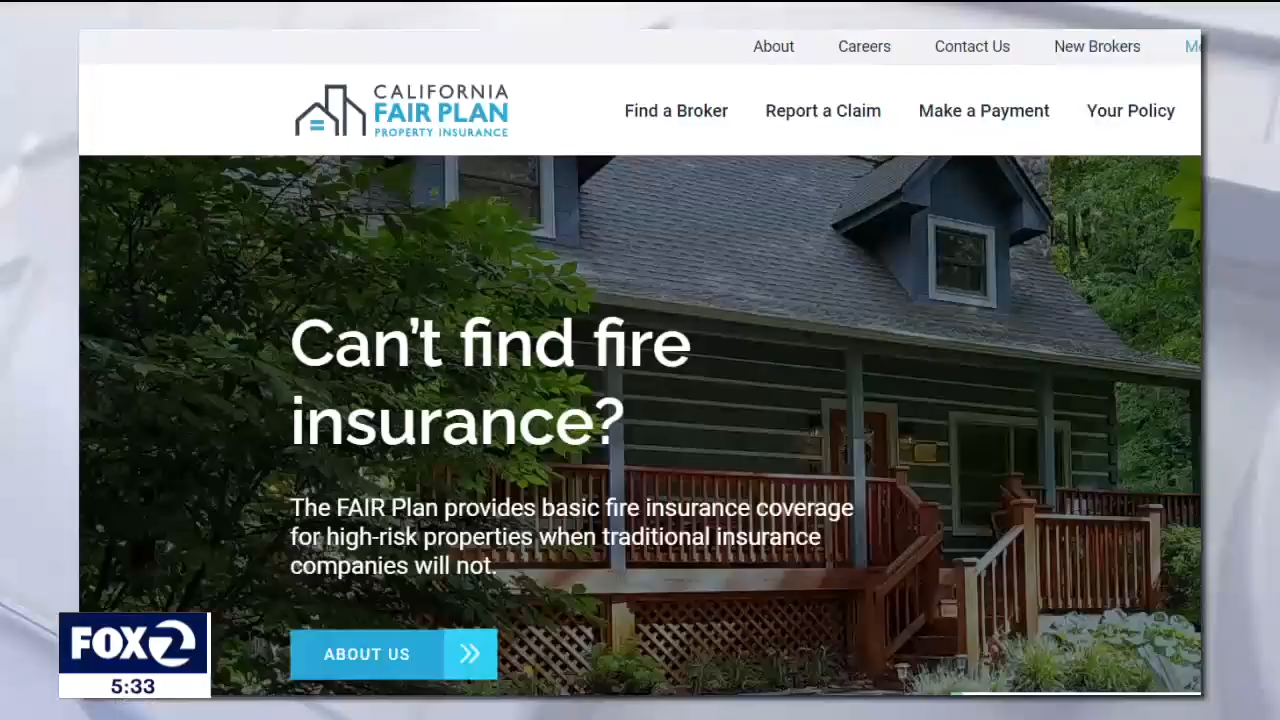 About Careers Contact Us New Brokers
CALIFORNIA
FAIR PLAN
PROPERTY INSURANCE
Find a Broker Report a Claim Make a Payment Your Policy
Can't find fire
insurance?
The FAIR Plan provides basic fire insurance coverage
for high-risk properties when traditional insurance
companies will not.
ABOUT US
FOX 2
5:33